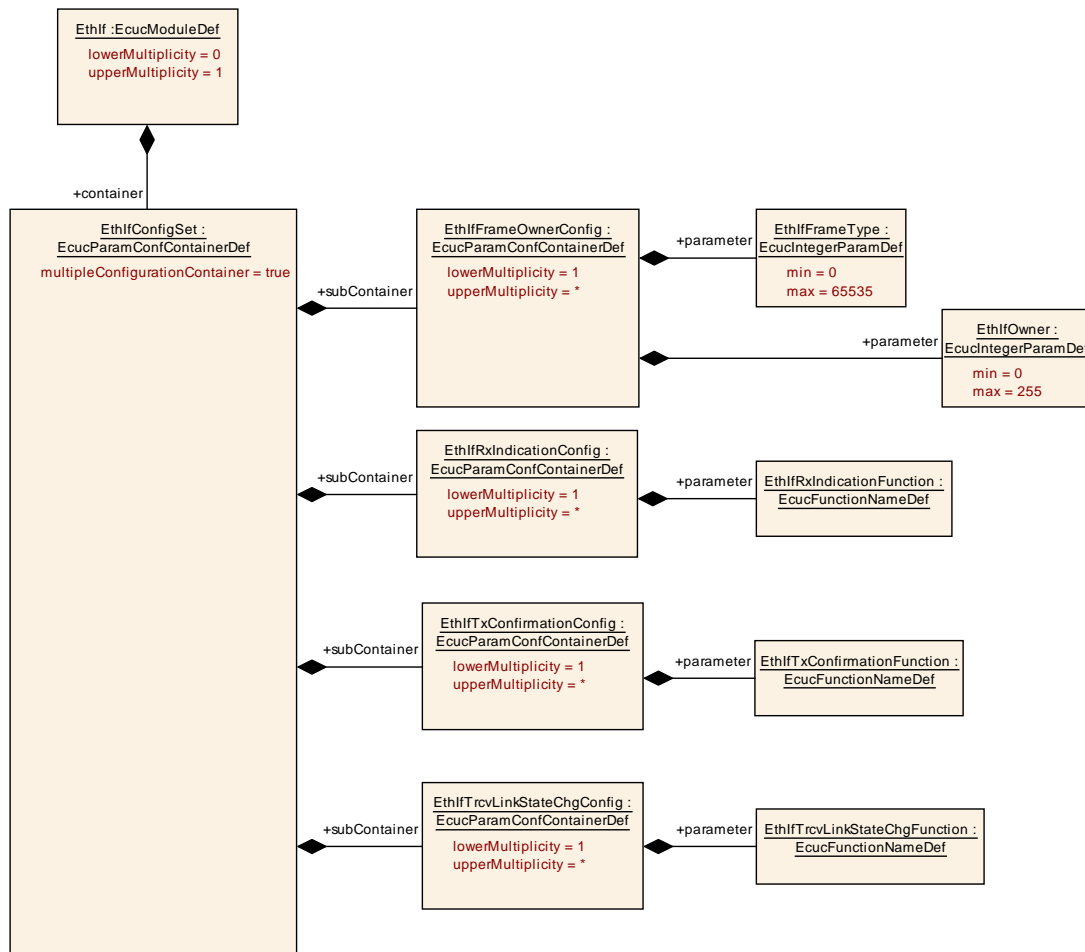 EthIf :EcucModuleDef
lowerMultiplicity = 0
upperMultiplicity = 1
+container
EthIfConfigSet :
EcucParamConfContainerDef
multipleConfigurationContainer = true
+subContainer
EthIfFrameOwnerConfig :
EcucParamConfContainerDef
lowerMultiplicity = 1
upperMultiplicity = *
+parameter
EthIfFrameType :
EcucIntegerParamDef
min = 0
max = 65535
+parameter
EthIfOwner :
EcucIntegerParamDef
min = 0
max = 255
+subContainer
EthIfRxIndicationConfig :
EcucParamConfContainerDef
lowerMultiplicity = 1
upperMultiplicity = *
+parameter
EthIfRxIndicationFunction :
EcucFunctionNameDef
+subContainer
EthIfTxConfirmationConfig :
EcucParamConfContainerDef
lowerMultiplicity = 1
upperMultiplicity = *
+parameter
EthIfTxConfirmationFunction :
EcucFunctionNameDef
+subContainer
EthIfTrcvLinkStateChgConfig :
EcucParamConfContainerDef
lowerMultiplicity = 1
upperMultiplicity = *
+parameter
EthIfTrcvLinkStateChgFunction :
EcucFunctionNameDef